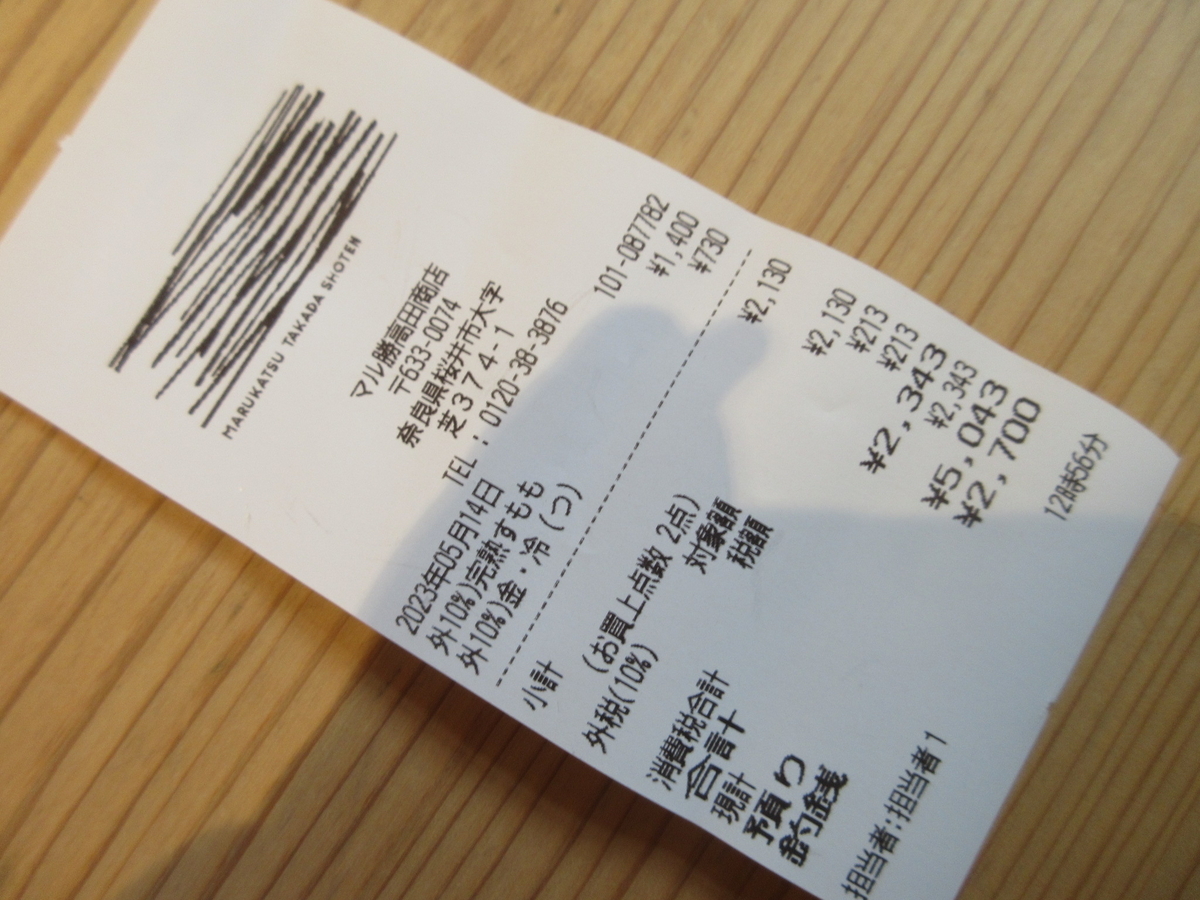 MARUKATSU TAKADA SHOTEN
マル勝高田商店
〒633-0074
奈良県桜井市大字
芝374-1
TEL : 0120-38-3876
2023年05月14日 101-087782
外10%)完熟すもも ¥1,400
外10%)金・冷(つ) ¥730
小計 ¥2,130
(お買上点数 2点)
外税(10%) 対象額 ¥2,130
税額 ¥213
消費税合計 ¥213
合計 ¥2,343
現計 ¥2,343
預り ¥5,043
釣銭 ¥2,700
12時56分
担当者:担当者1